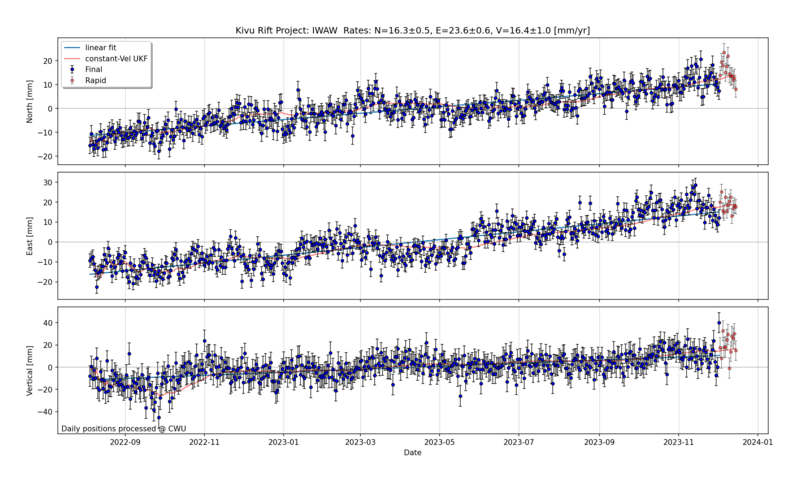 Kivu Rift Project: IWAW  Rates: N=16.3±0.5, E=23.6±0.6, V=16.4±1.0 [mm/yr]
linear fit
constant-Vel UKF
Final
Rapid
20
10
0
−10
−20
North [mm]
30
20
10
0
−10
−20
East [mm]
40
20
0
−20
−40
Vertical [mm]
Daily positions processed @ CWU
2022-09
2022-11
2023-01
2023-03
2023-05
2023-07
2023-09
2023-11
2024-01
Date